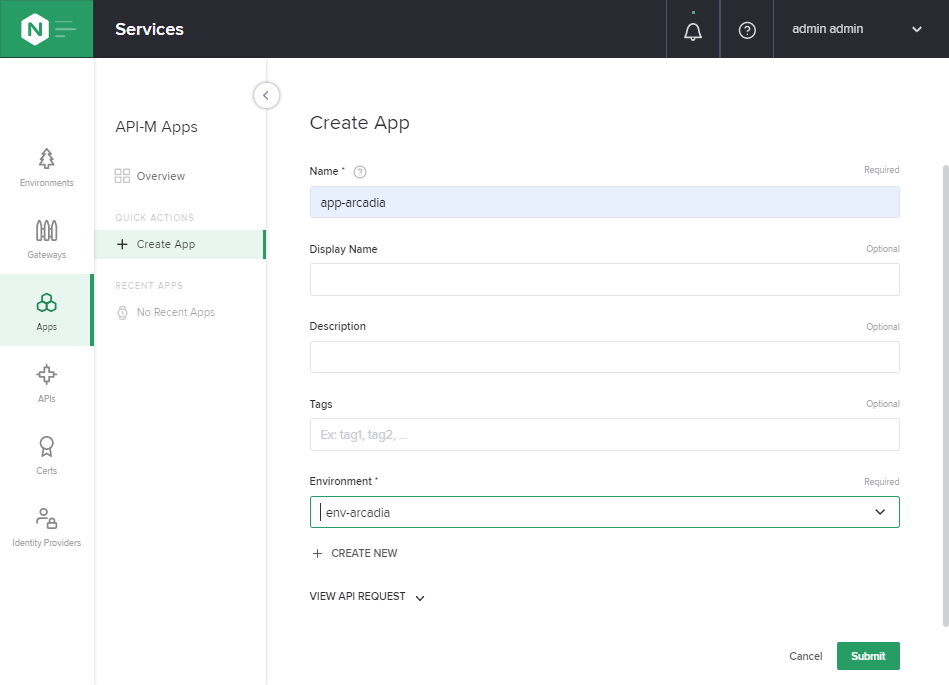 N
Services
admin admin
Environments
Gateways
Apps
APIs
Certs
Identity Providers
API-M Apps
Overview
QUICK ACTIONS
Create App
RECENT APPS
No Recent Apps
Create App
Name * Required
app-arcadia
Display Name Optional
Description Optional
Tags Optional
Ex: tag1, tag2, ...
Environment * Required
env-arcadia
+ CREATE NEW
VIEW API REQUEST
Cancel Submit